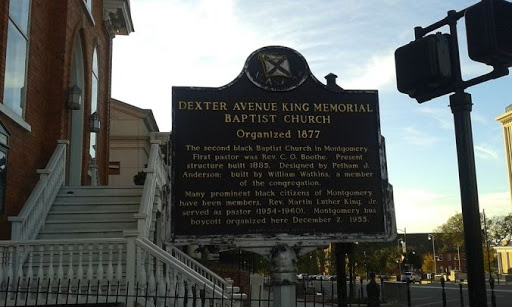 DEXTER AVENUE KING MEMORIAL
BAPTIST CHURCH
Organized 1877
The second black Baptist Church in Montgomery.
First pastor was Rev. C. O. Boothe. Present
structure built 1885. Designed by Pelham J.
Anderson; built by William Watkins, a member
of the congregation.
Many prominent black citizens of Montgomery
have been members. Rev. Martin Luther King, Jr.
served as pastor (1954-1960). Montgomery bus
boycott organized here December 2, 1955.